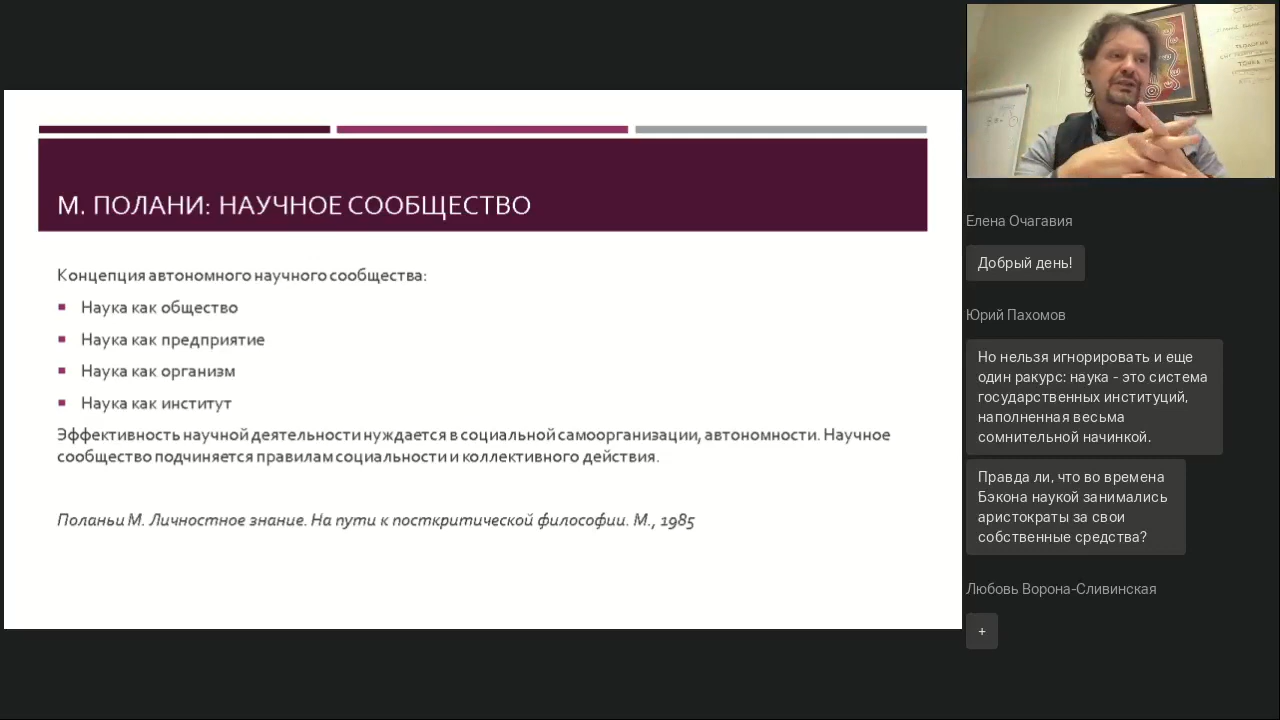 М. ПОЛАНИ: НАУЧНОЕ СООБЩЕСТВО
Концепция автономного научного сообщества:
Наука как общество
Наука как предприятие
Наука как организм
Наука как институт
Эффективность научной деятельности нуждается в социальной самоорганизации, автономности. Научное
сообщество подчиняется правилам социальности и коллективного действия.
Поланьи М. Личностное знание. На пути к посткритической философии. М., 1985
Елена Очагавия
Добрый день!
Юрий Пахомов
Но нельзя игнорировать и еще
один ракурс: наука - это система
государственных институций,
наполненная весьма
сомнительной начинкой.
Правда ли, что во времена
Бэкона наукой занимались
аристократы за свои
собственные средства?
Любовь Ворона-Сливинская
+